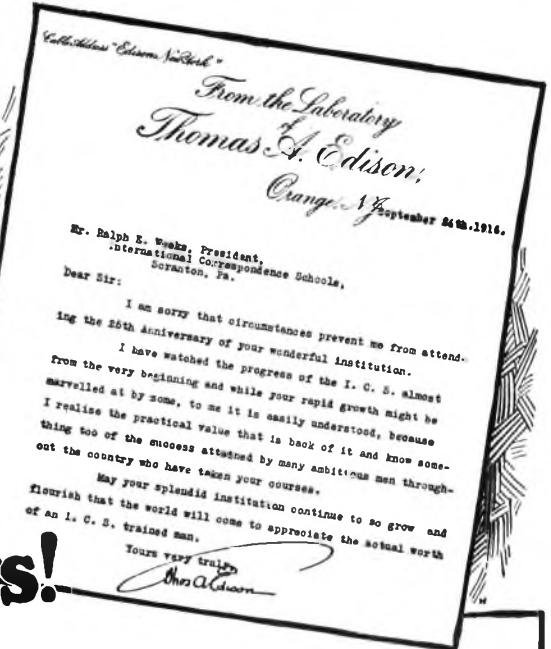 Cable Address "Edison, New York"
From the Laboratory
of
Thomas A. Edison,
Orange, N.J. September 26th. 1916.
Mr. Ralph E. Weeks, President,
International Correspondence Schools,
Scranton, Pa.
Dear Sir:
I am sorry that circumstances prevent me from attend-
ing the 25th Anniversary of your wonderful institution.
I have watched the progress of the I. C. S. almost
from the very beginning and while your rapid growth might be
marvelled at by some, to me it is easily understood, because
I realise the practical value that is back of it and know some-
thing too of the success attained by many ambitious men through-
out the country who have taken your courses.
May your splendid institution continue to so grow and
flourish that the world will come to appreciate the actual worth
of an I. C. S. trained man.
Yours very truly,
Thos A Edison
s!